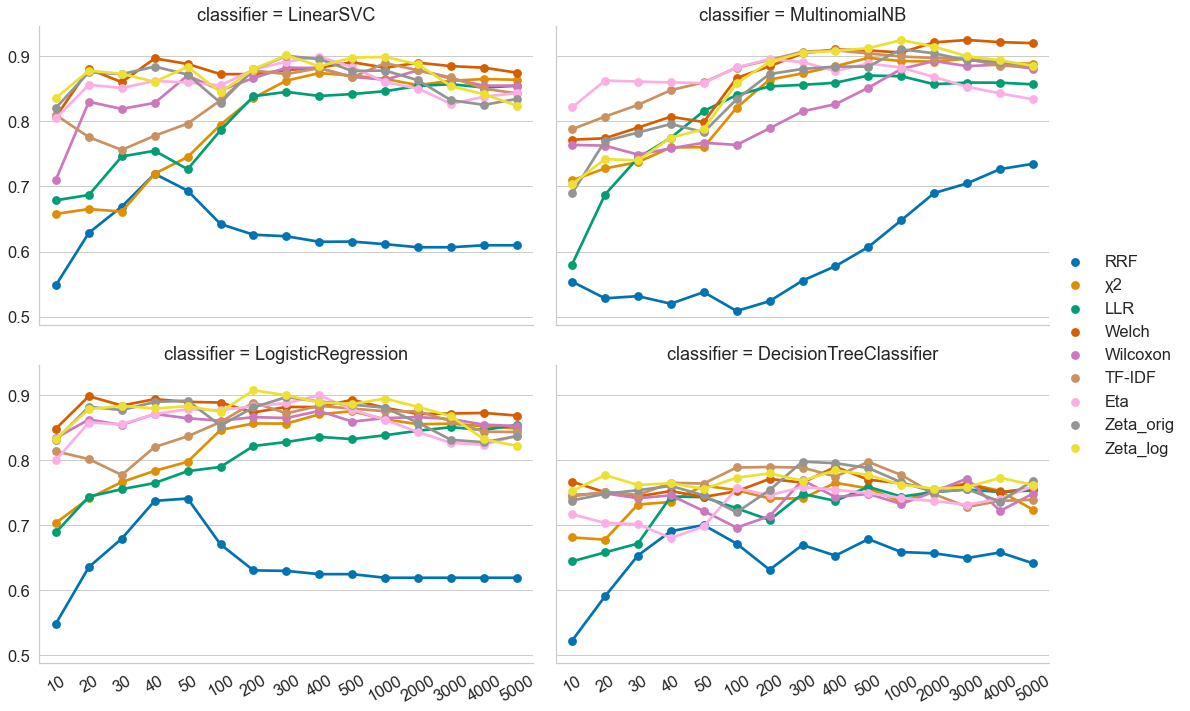 classifier = LinearSVC
classifier = MultinomialNB
0.9
0.8
0.7
0.6
0.5
classifier = LogisticRegression
classifier = DecisionTreeClassifier
0.9
0.8
0.7
0.6
0.5
10 20 30 40 50 100 200 300 400 500 1000 2000 3000 4000 5000
10 20 30 40 50 100 200 300 400 500 1000 2000 3000 4000 5000
RRF
χ2
LLR
Welch
Wilcoxon
TF-IDF
Eta
Zeta_orig
Zeta_log